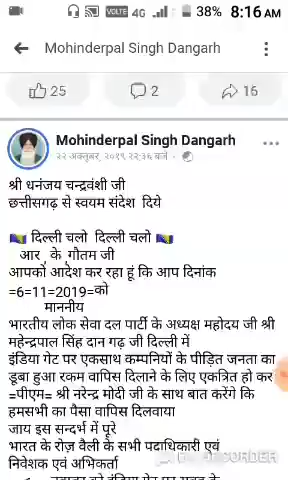 VOLTE 4G 38% 8:16 AM
Mohinderpal Singh Dangarh
25 2 16
Mohinderpal Singh Dangarh
२२ अक्तूबर, २०१९ २२:३६ बजे
श्री धनंजय चन्द्रवंशी जी
छत्तीसगढ़ से स्वयम संदेश दिये
दिल्ली चलो दिल्ली चलो
आर, के ,गौतम जी
आपको आदेश कर रहा हूं कि आप दिनांक
=6=11=2019=को
माननीय
भारतीय लोक सेवा दल पार्टी के अध्यक्ष महोदय जी श्री
महेन्द्रपाल सिंह दान गढ़ जी दिल्ली में
इंडिया गेट पर एकसाथ कम्पनियों के पीड़ित जनता का
डूबा हुआ रकम वापिस दिलाने के लिए एकत्रित हो कर
=पीएम= श्री नरेन्द्र मोदी जी के साथ बात करेंगे कि
हमसभी का पैसा वापिस दिलवाया
जाय इस सन्दर्भ में पूरे
भारत के रोज़ वैली के सभी पदाधिकारी एवं
निवेशक एवं अभिकर्ता
RECORDER